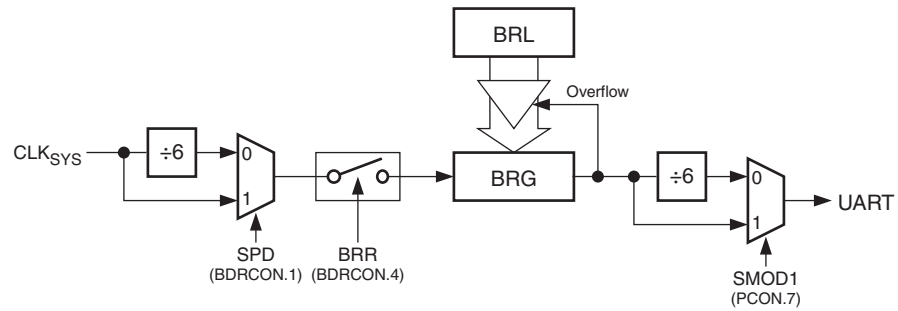 BRL
Overflow
CLKSYS
÷6
0
1
BRG
÷6
0
1
UART
SPD
(BDRCON.1)
BRR
(BDRCON.4)
SMOD1
(PCON.7)